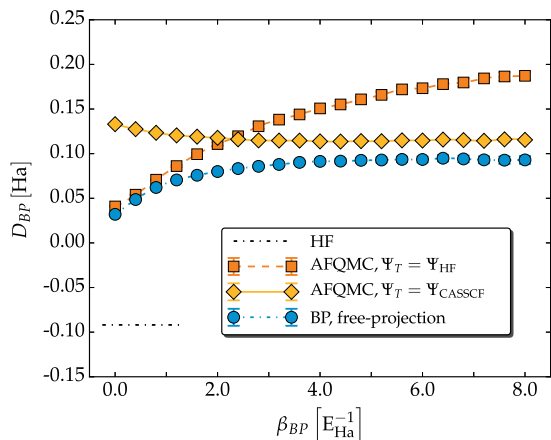 0.25
0.20
0.15
0.10
0.05
0.00
-0.05
-0.10
-0.15
D_BP [Ha]
HF
AFQMC, Ψ_T = Ψ_HF
AFQMC, Ψ_T = Ψ_CASSCF
BP, free-projection
0.0 2.0 4.0 6.0 8.0
β_BP [E_Ha^−1]